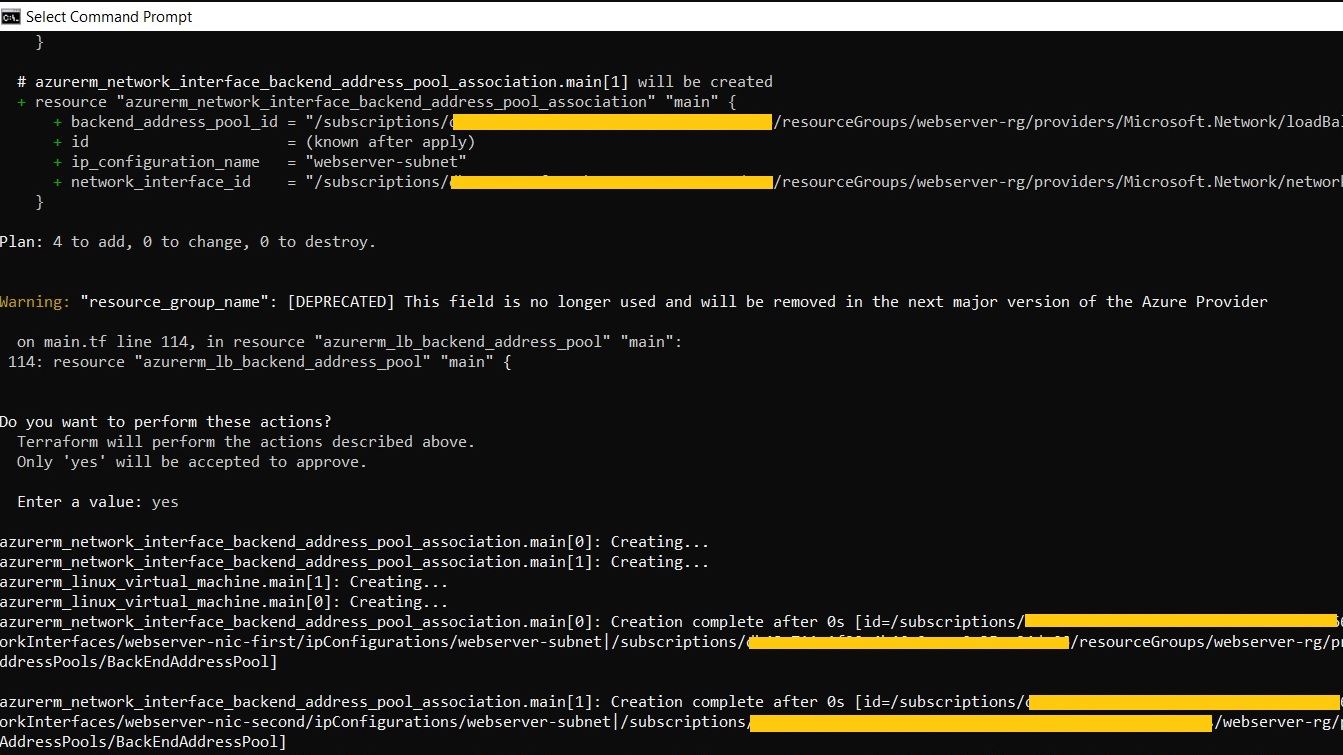 Select Command Prompt
}
# azurerm_network_interface_backend_address_pool_association.main[1] will be created
+ resource "azurerm_network_interface_backend_address_pool_association" "main" {
+ backend_address_pool_id = "/subscriptions/ /resourceGroups/webserver-rg/providers/Microsoft.Network/loadBal
+ id = (known after apply)
+ ip_configuration_name = "webserver-subnet"
+ network_interface_id = "/subscriptions/ /resourceGroups/webserver-rg/providers/Microsoft.Network/network
}
Plan: 4 to add, 0 to change, 0 to destroy.
Warning: "resource_group_name": [DEPRECATED] This field is no longer used and will be removed in the next major version of the Azure Provider
on main.tf line 114, in resource "azurerm_lb_backend_address_pool" "main":
114: resource "azurerm_lb_backend_address_pool" "main" {
Do you want to perform these actions?
Terraform will perform the actions described above.
Only 'yes' will be accepted to approve.
Enter a value: yes
azurerm_network_interface_backend_address_pool_association.main[0]: Creating...
azurerm_network_interface_backend_address_pool_association.main[1]: Creating...
azurerm_linux_virtual_machine.main[1]: Creating...
azurerm_linux_virtual_machine.main[0]: Creating...
azurerm_network_interface_backend_address_pool_association.main[0]: Creation complete after 0s [id=/subscriptions/
orkInterfaces/webserver-nic-first/ipConfigurations/webserver-subnet|/subscriptions/ /resourceGroups/webserver-rg/pr
ddressPools/BackEndAddressPool]
azurerm_network_interface_backend_address_pool_association.main[1]: Creation complete after 0s [id=/subscriptions/
orkInterfaces/webserver-nic-second/ipConfigurations/webserver-subnet|/subscriptions/ /webserver-rg/p
AddressPools/BackEndAddressPool]